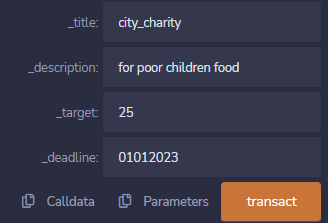 _title: city_charity
_description: for poor children food
_target: 25
_deadline: 01012023
Calldata Parameters transact